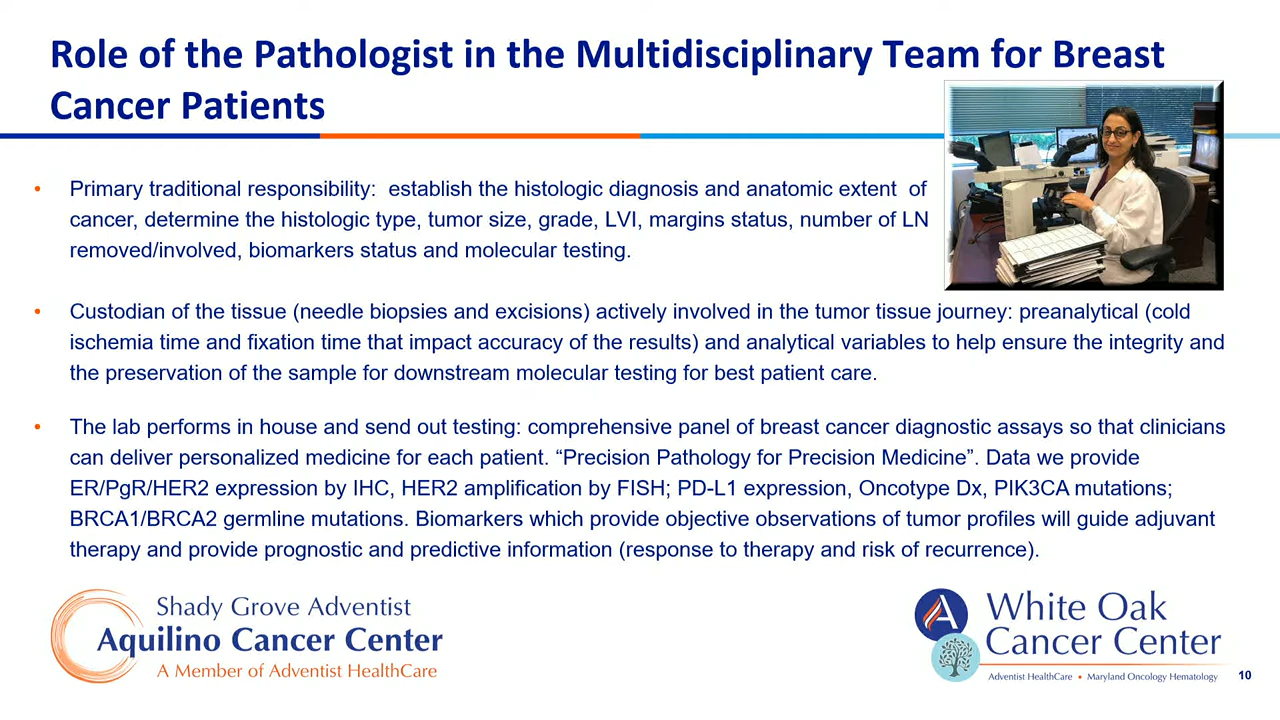 Role of the Pathologist in the Multidisciplinary Team for Breast
Cancer Patients
• Primary traditional responsibility: establish the histologic diagnosis and anatomic extent of
cancer, determine the histologic type, tumor size, grade, LVI, margins status, number of LN
removed/involved, biomarkers status and molecular testing.
• Custodian of the tissue (needle biopsies and excisions) actively involved in the tumor tissue journey: preanalytical (cold
ischemia time and fixation time that impact accuracy of the results) and analytical variables to help ensure the integrity and
the preservation of the sample for downstream molecular testing for best patient care.
• The lab performs in house and send out testing: comprehensive panel of breast cancer diagnostic assays so that clinicians
can deliver personalized medicine for each patient. “Precision Pathology for Precision Medicine”. Data we provide
ER/PgR/HER2 expression by IHC, HER2 amplification by FISH; PD-L1 expression, Oncotype Dx, PIK3CA mutations;
BRCA1/BRCA2 germline mutations. Biomarkers which provide objective observations of tumor profiles will guide adjuvant
therapy and provide prognostic and predictive information (response to therapy and risk of recurrence).
Shady Grove Adventist
Aquilino Cancer Center
A Member of Adventist HealthCare
A
White Oak
Cancer Center
Adventist HealthCare • Maryland Oncology Hematology
10